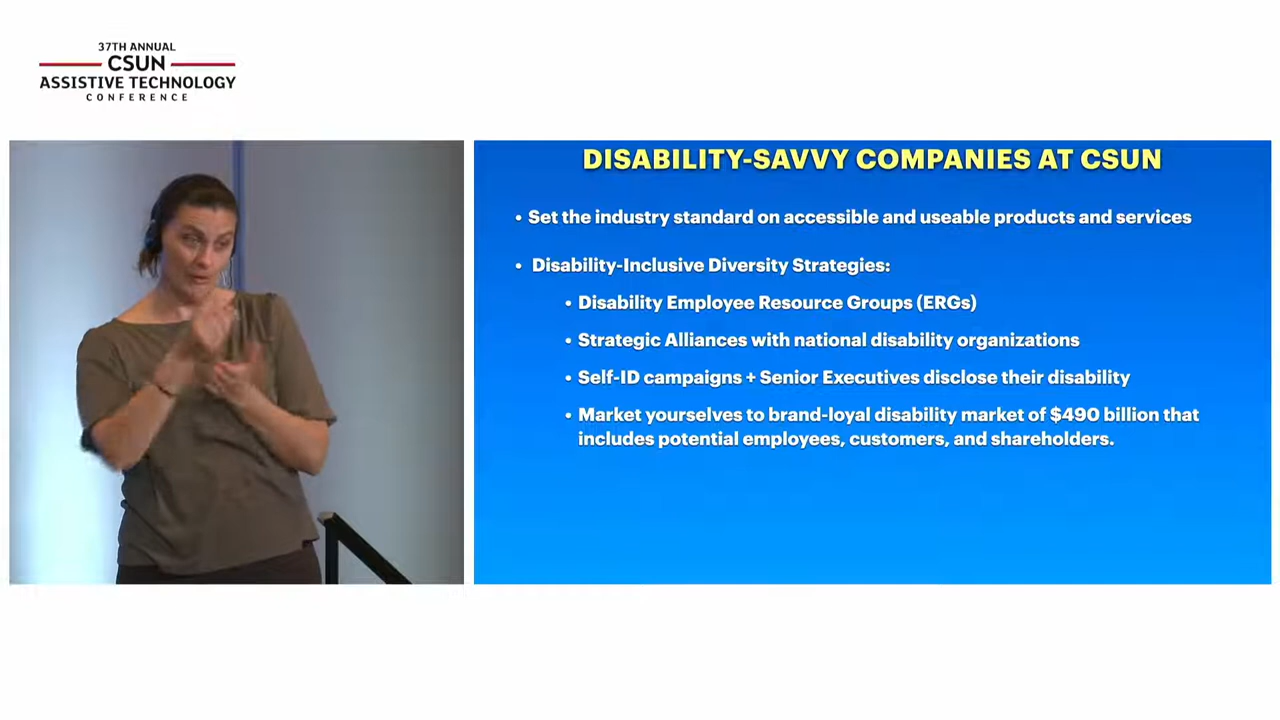 37TH ANNUAL
CSUN
ASSISTIVE TECHNOLOGY
CONFERENCE
DISABILITY-SAVVY COMPANIES AT CSUN
• Set the industry standard on accessible and useable products and services
• Disability-Inclusive Diversity Strategies:
• Disability Employee Resource Groups (ERGs)
• Strategic Alliances with national disability organizations
• Self-ID campaigns + Senior Executives disclose their disability
• Market yourselves to brand-loyal disability market of $490 billion that
includes potential employees, customers, and shareholders.